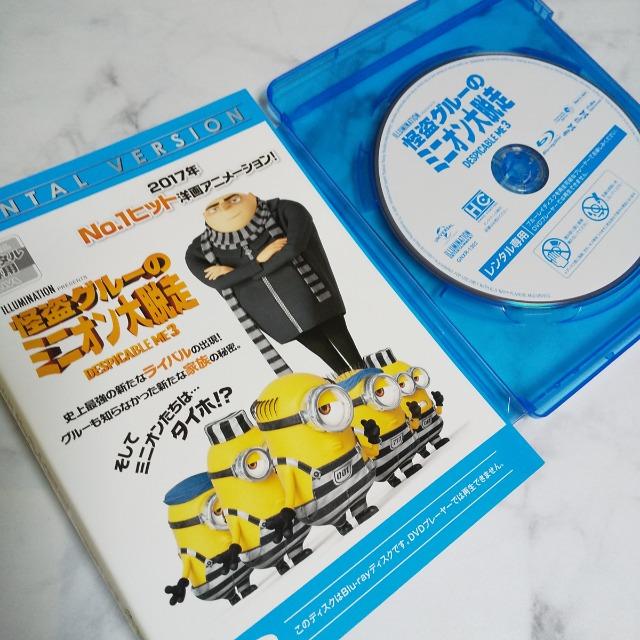 RENTAL VERSION
2017年
No.1ヒット洋画アニメーション!
ILLUMINATION PRESENTS
怪盗グルーの
ミニオン大脱走
DESPICABLE ME 3
史上最強の新たなライバルの出現!
グルーも知らなかった新たな家族の秘密。
そして
ミニオンたちは…
タイホ!?
このディスクはBlu-rayディスクです。DVDプレーヤーでは再生できません。
ILLUMINATION
怪盗グルーの
ミニオン大脱走
DESPICABLE ME 3
HC
ILLUMINATION
レンタル専用